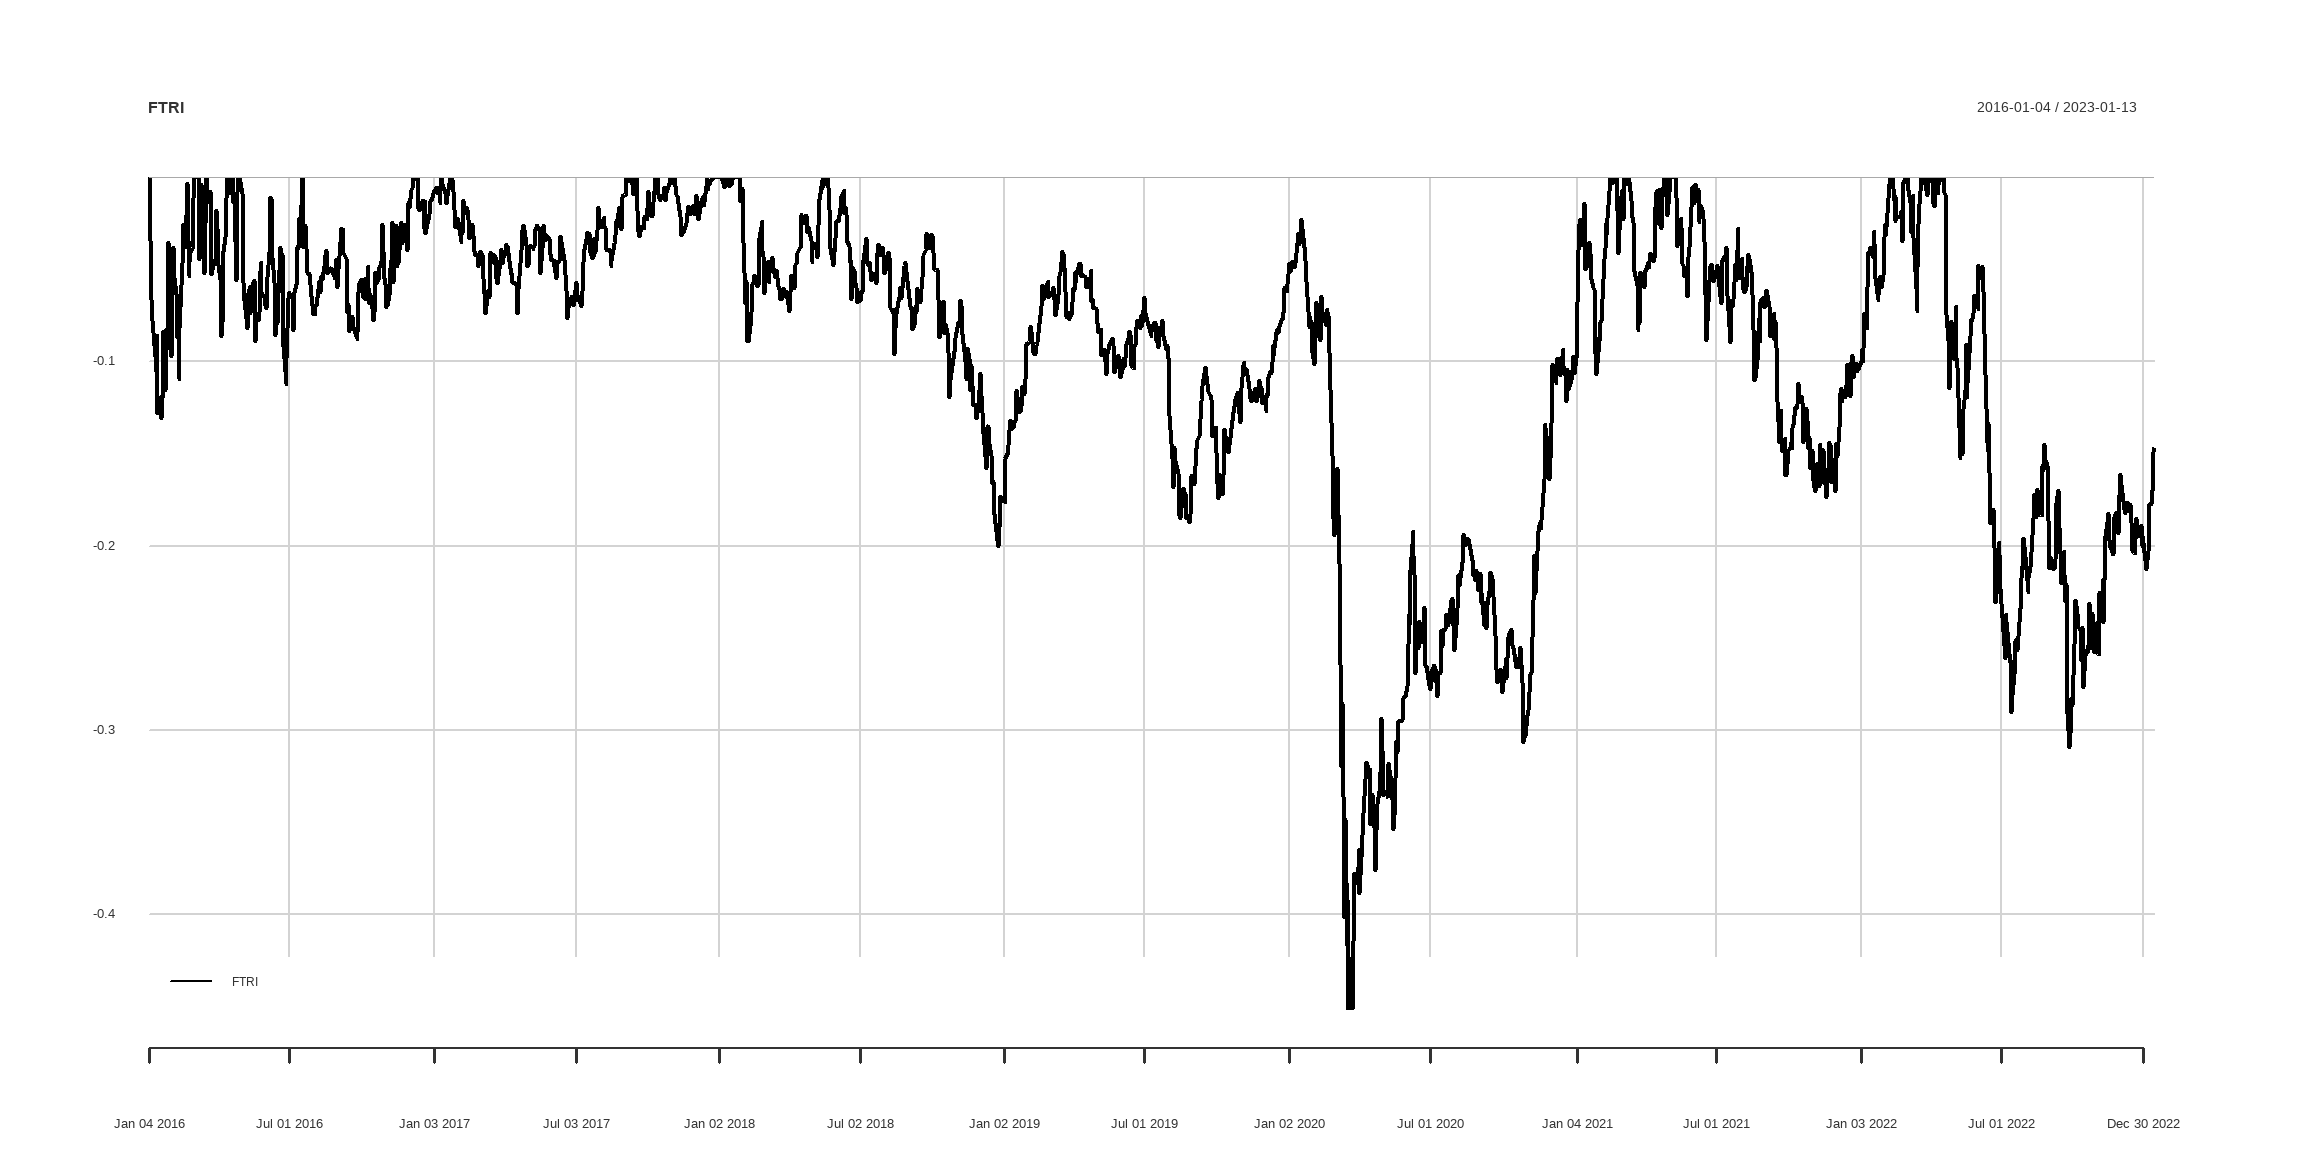 FTRI
2016-01-04 / 2023-01-13
-0.1
-0.2
-0.3
-0.4
FTRI
Jan 04 2016
Jul 01 2016
Jan 03 2017
Jul 03 2017
Jan 02 2018
Jul 02 2018
Jan 02 2019
Jul 01 2019
Jan 02 2020
Jul 01 2020
Jan 04 2021
Jul 01 2021
Jan 03 2022
Jul 01 2022
Dec 30 2022